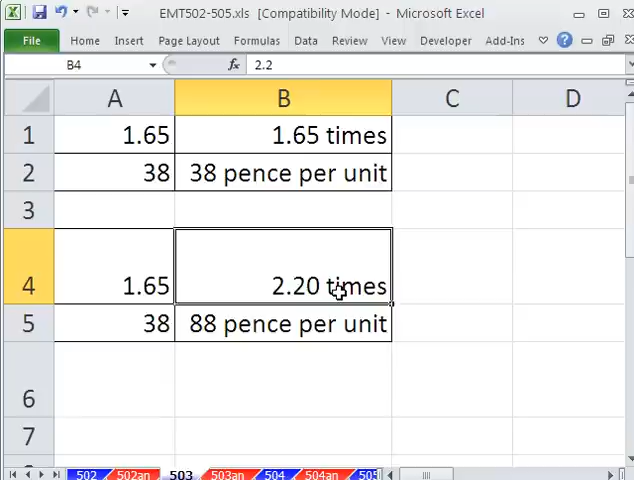 EMT502-505.xls [Compatibility Mode] - Microsoft Excel
File Home Insert Page Layout Formulas Data Review View Developer Add-Ins
B4 fx 2.2
A B C D
1 1.65 1.65 times
2 38 38 pence per unit
3
4 1.65 2.20 times
5 38 88 pence per unit
6
7
502 502an 503 503an 504 504an 505